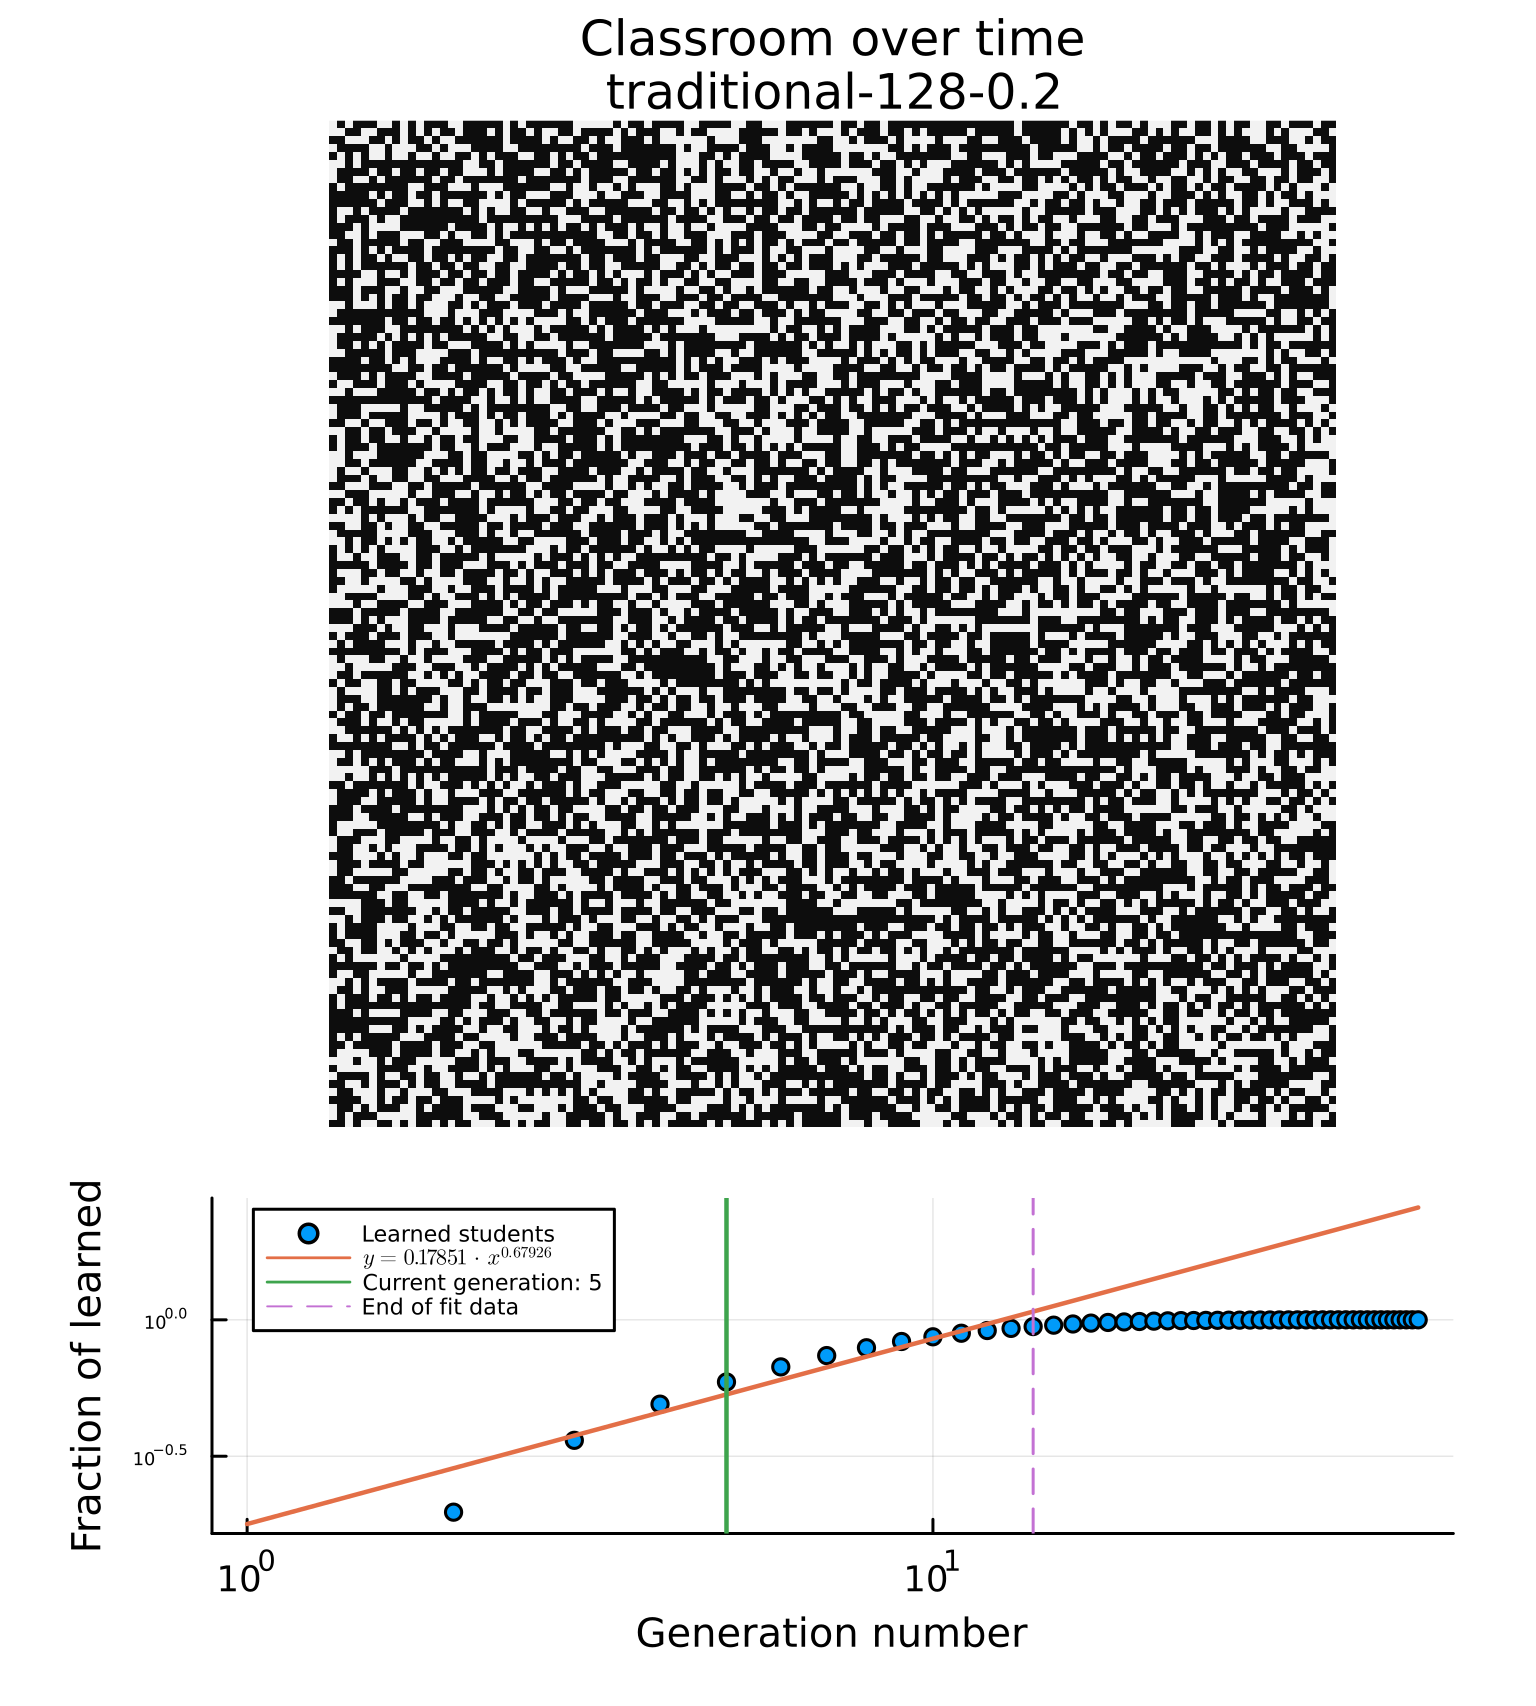 Classroom over time
traditional-128-0.2
Fraction of learned
Learned students
y = 0.17851 · x^0.67926
Current generation: 5
End of fit data
10^0.0
10^−0.5
10^0
10^1
Generation number